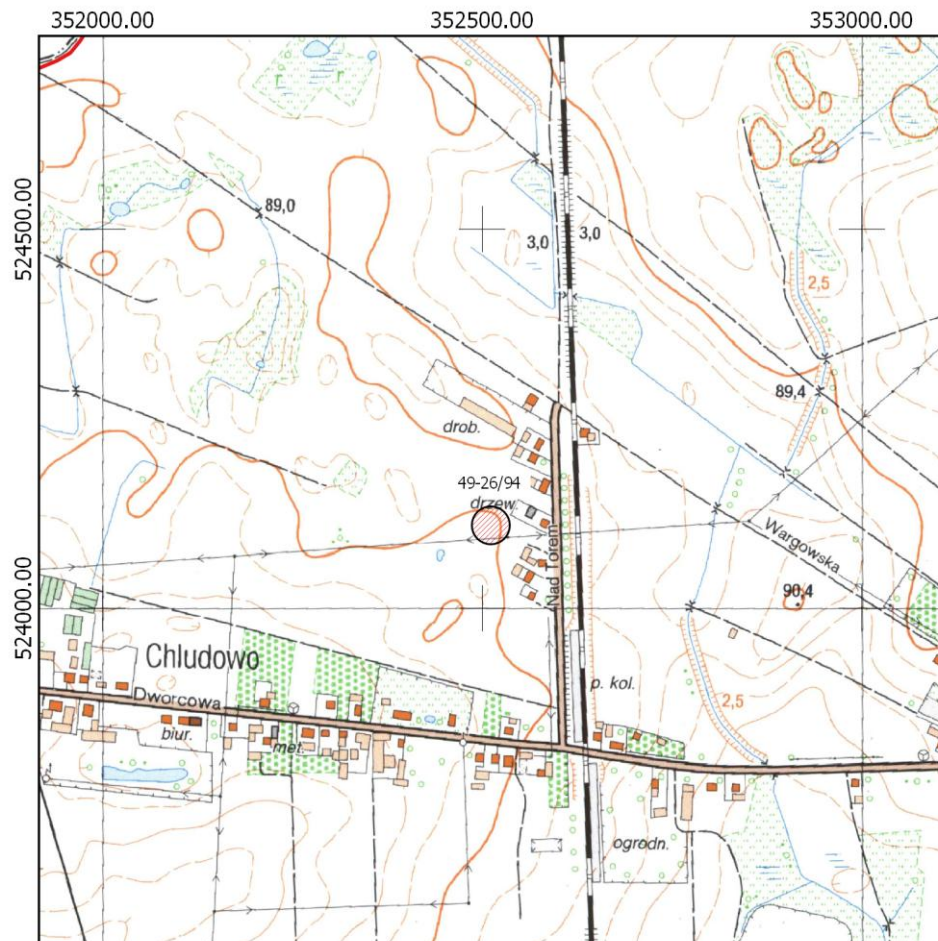 352000.00 352500.00 353000.00
r r
89,0
524500.00
3,0 3,0
2,5
89,4
drob.
49-26/94
drzew.
Nad Torem
Wargowska
524000.00
90,4
Chludowo
Dworcowa
p. kol.
2,5
biur.
met.
ogrodn.